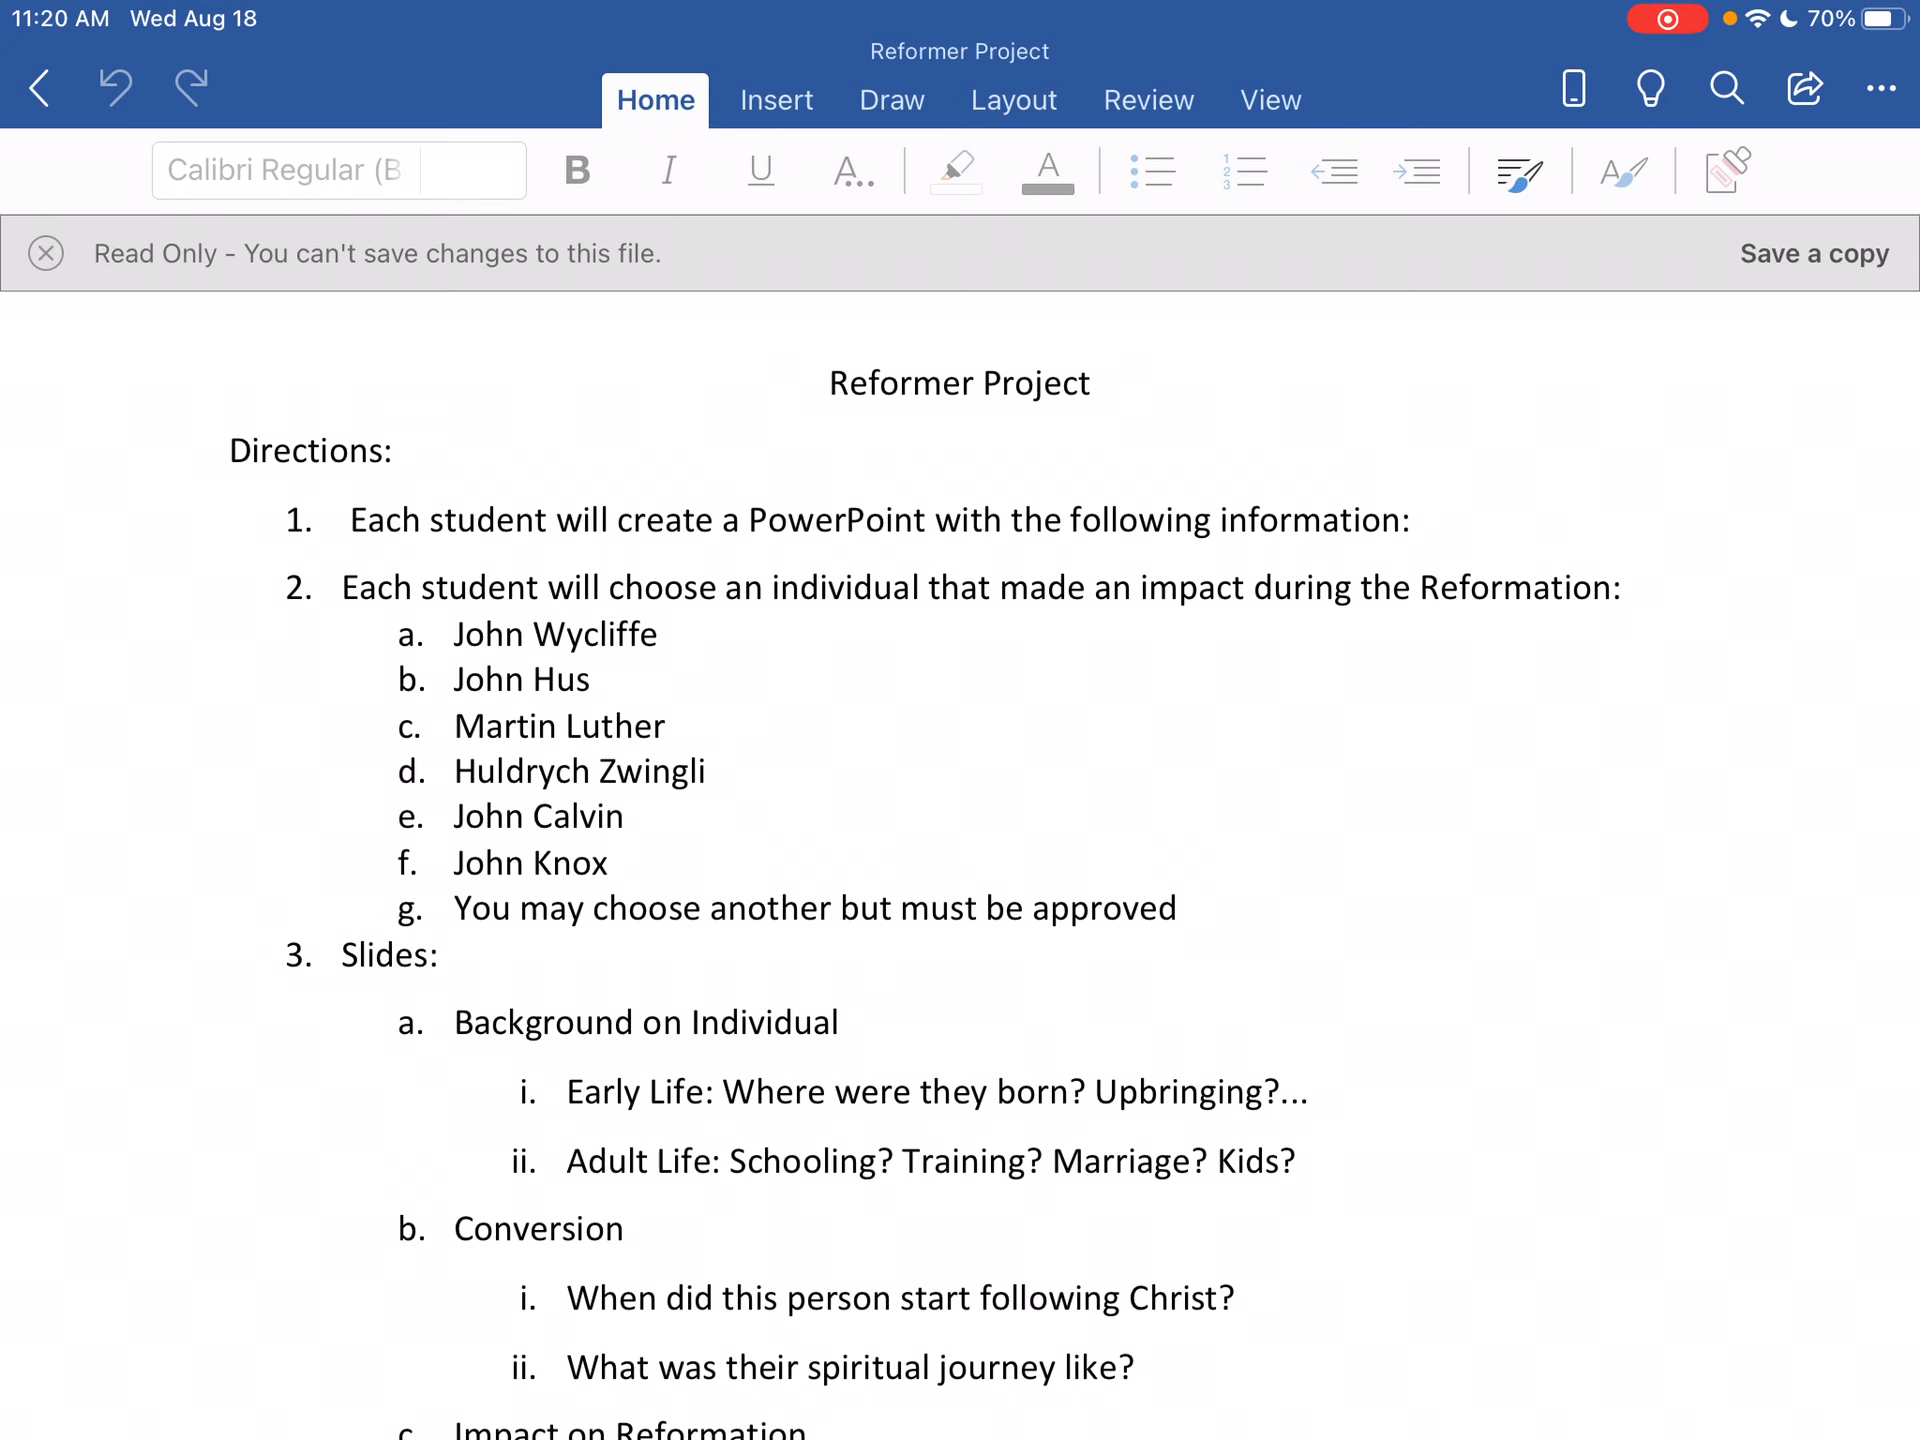 11:20 AM Wed Aug 18
70%
Reformer Project
Home Insert Draw Layout Review View
Calibri Regular (B
B I U A...
A
1
2
3
A
Read Only - You can't save changes to this file.
Save a copy
Reformer Project
Directions:
1. Each student will create a PowerPoint with the following information:
2. Each student will choose an individual that made an impact during the Reformation:
a. John Wycliffe
b. John Hus
c. Martin Luther
d. Huldrych Zwingli
e. John Calvin
f. John Knox
g. You may choose another but must be approved
3. Slides:
a. Background on Individual
i. Early Life: Where were they born? Upbringing?...
ii. Adult Life: Schooling? Training? Marriage? Kids?
b. Conversion
i. When did this person start following Christ?
ii. What was their spiritual journey like?
c. Impact on Reformation